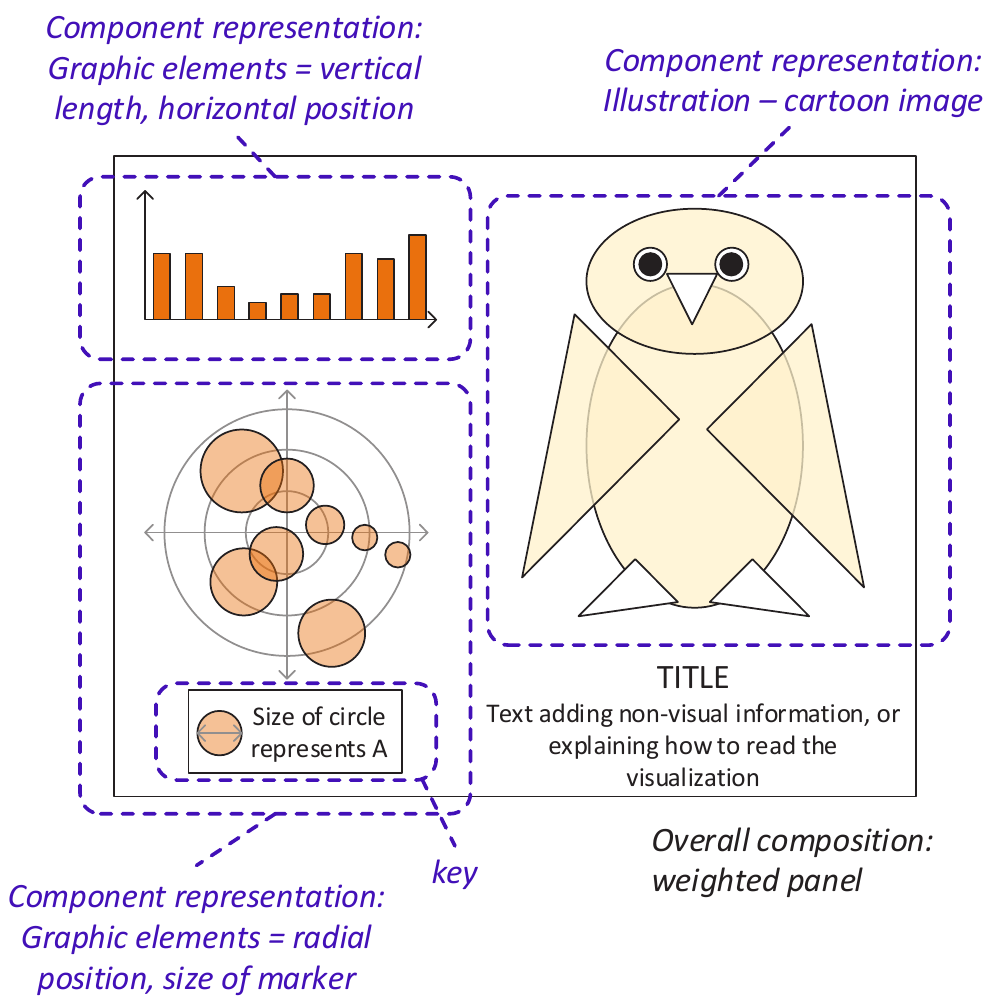 Component representation:
Graphic elements = vertical
length, horizontal position
Component representation:
Illustration – cartoon image
Size of circle
represents A
TITLE
Text adding non-visual information, or
explaining how to read the
visualization
Overall composition:
weighted panel
key
Component representation:
Graphic elements = radial
position, size of marker